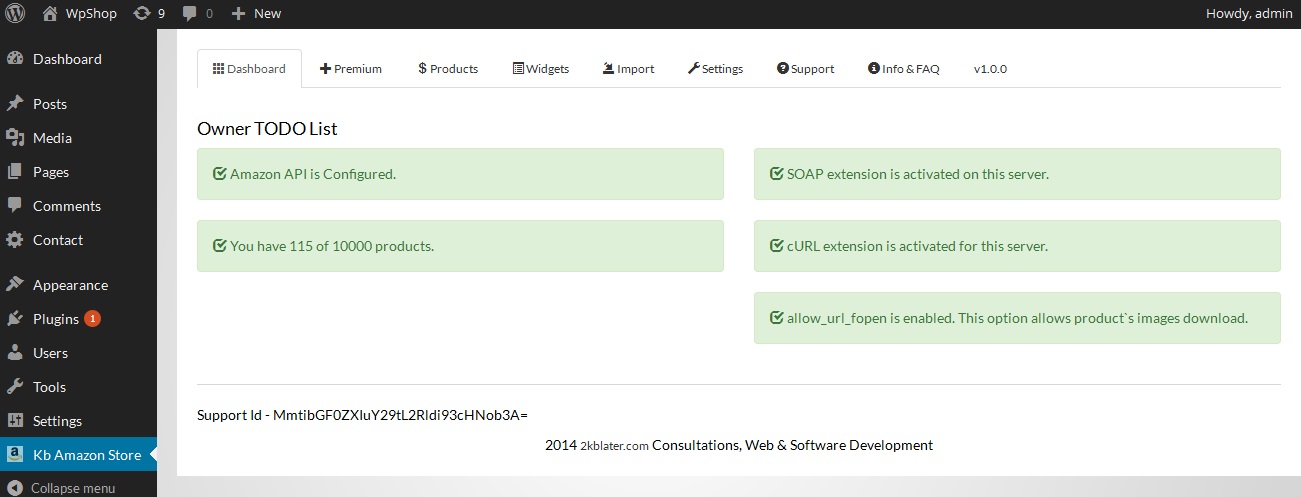 WpShop 9 0 New Howdy, admin
Dashboard
Posts
Media
Pages
Comments
Contact
Appearance
Plugins 1
Users
Tools
Settings
Kb Amazon Store
Collapse menu
Dashboard Premium $ Products Widgets Import Settings Support Info & FAQ v1.0.0
Owner TODO List
Amazon API is Configured.
SOAP extension is activated on this server.
You have 115 of 10000 products.
cURL extension is activated for this server.
allow_url_fopen is enabled. This option allows product`s images download.
Support Id - MmtibGF0ZXIuY29tL2Rldi93cHNob3A=
2014 2kblater.com Consultations, Web & Software Development